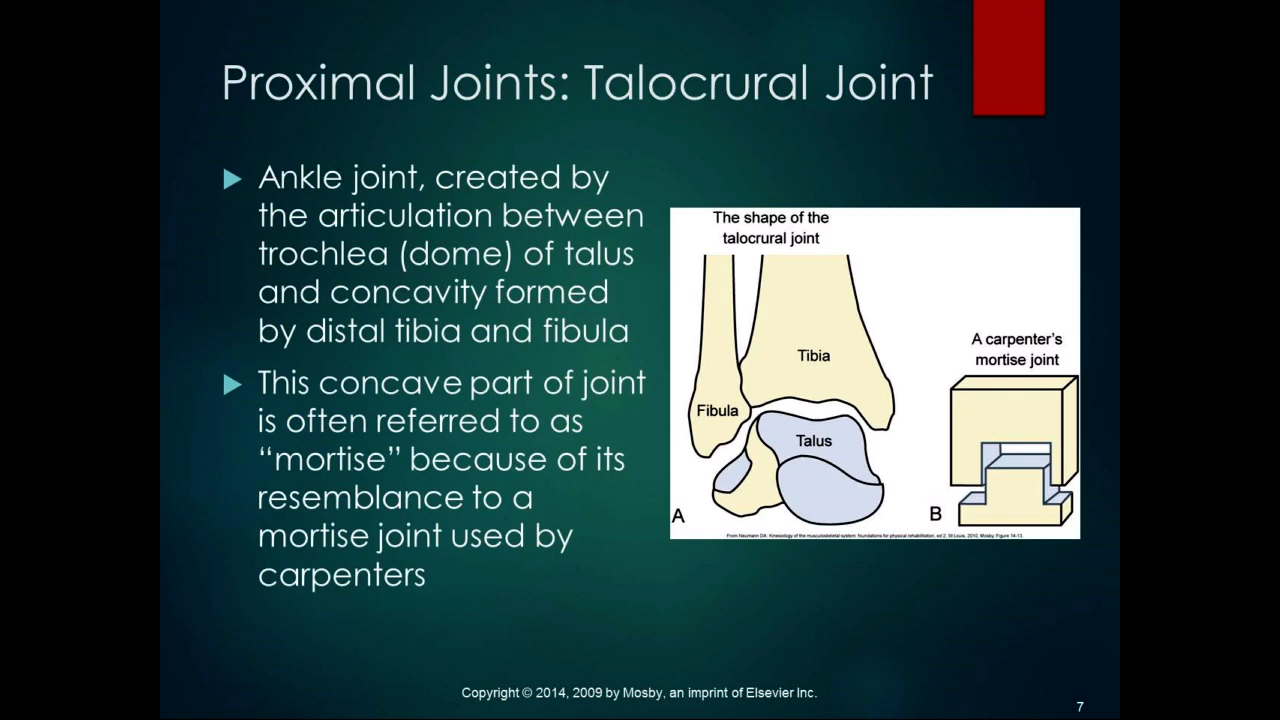 Proximal Joints: Talocrural Joint
Ankle joint, created by
the articulation between
trochlea (dome) of talus
and concavity formed
by distal tibia and fibula
This concave part of joint
is often referred to as
“mortise” because of its
resemblance to a
mortise joint used by
carpenters
The shape of the
talocrural joint
Tibia
Fibula
Talus
A
A carpenter’s
mortise joint
B
From Neumann DA: Kinesiology of the musculoskeletal system: foundations for physical rehabilitation, ed 2, St Louis, 2010, Mosby, Figure 14-13.
Copyright © 2014, 2009 by Mosby, an imprint of Elsevier Inc.
7